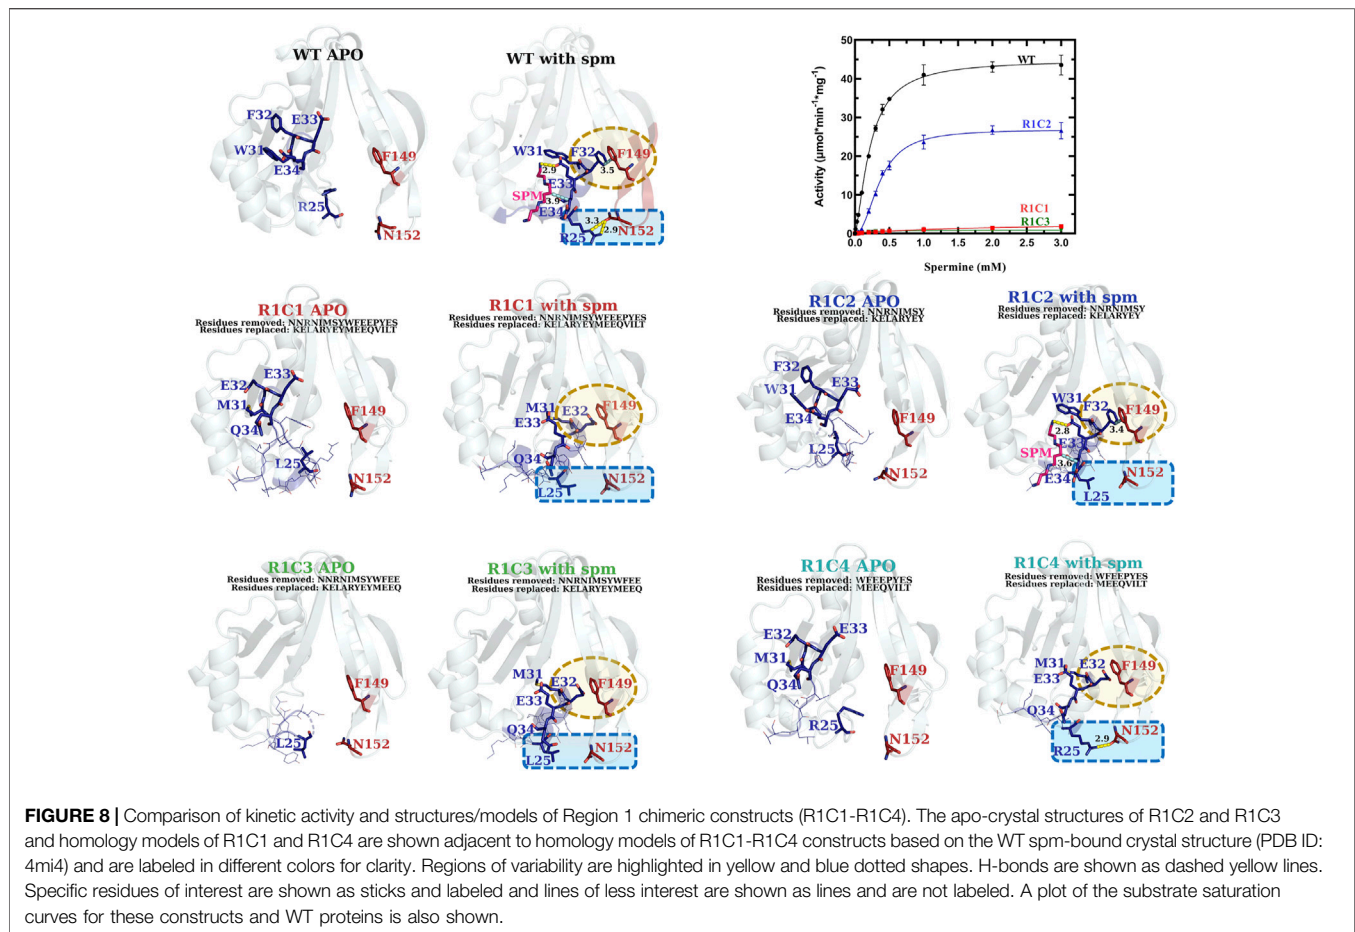 WT APO
F32
E33
W31
E34
R25
F149
N152
WT with spm
W31
F32
F149
2.9
3.5
E33
SPM
3.9
E34
3.3
R25
2.9
N152
50
40
30
20
10
0
Activity (µmol*min⁻¹*mg⁻¹)
WT
R1C2
R1C1
R1C3
0.0
0.5
1.0
1.5
2.0
2.5
3.0
Spermine (mM)
R1C1 APO
Residues removed: NNRNIMSYWFEEPYES
Residues replaced: KELARYEYMEEQVILT
E32
E33
M31
Q34
F149
L25
N152
R1C1 with spm
Residues removed: NNRNIMSYWFEEPYES
Residues replaced: KELARYEYMEEQVILT
M31
E32
F149
E33
Q34
L25
N152
R1C2 APO
Residues removed: NNRNIMSY
Residues replaced: KELARYEY
F32
W31
E33
E34
F149
L25
N152
R1C2 with spm
Residues removed: NNRNIMSY
Residues replaced: KELARYEY
W31
F32
F149
2.8
3.4
E33
SPM
3.6
E34
N152
L25
R1C3 APO
Residues removed: NNRNIMSYWFEE
Residues replaced: KELARYEYMEEQ
F149
L25
N152
R1C3 with spm
Residues removed: NNRNIMSYWFEE
Residues replaced: KELARYEYMEEQ
M31
E32
F149
E33
Q34
L25
N152
R1C4 APO
Residues removed: WFEEPYES
Residues replaced: MEEQVILT
E32
E33
M31
Q34
F149
R25
N152
R1C4 with spm
Residues removed: WFEEPYES
Residues replaced: MEEQVILT
M31
E32
F149
E33
Q34
2.9
R25
N152
FIGURE 8 | Comparison of kinetic activity and structures/models of Region 1 chimeric constructs (R1C1-R1C4). The apo-crystal structures of R1C2 and R1C3
and homology models of R1C1 and R1C4 are shown adjacent to homology models of R1C1-R1C4 constructs based on the WT spm-bound crystal structure (PDB ID:
4mi4) and are labeled in different colors for clarity. Regions of variability are highlighted in yellow and blue dotted shapes. H-bonds are shown as dashed yellow lines.
Specific residues of interest are shown as sticks and labeled and lines of less interest are shown as lines and are not labeled. A plot of the substrate saturation
curves for these constructs and WT proteins is also shown.